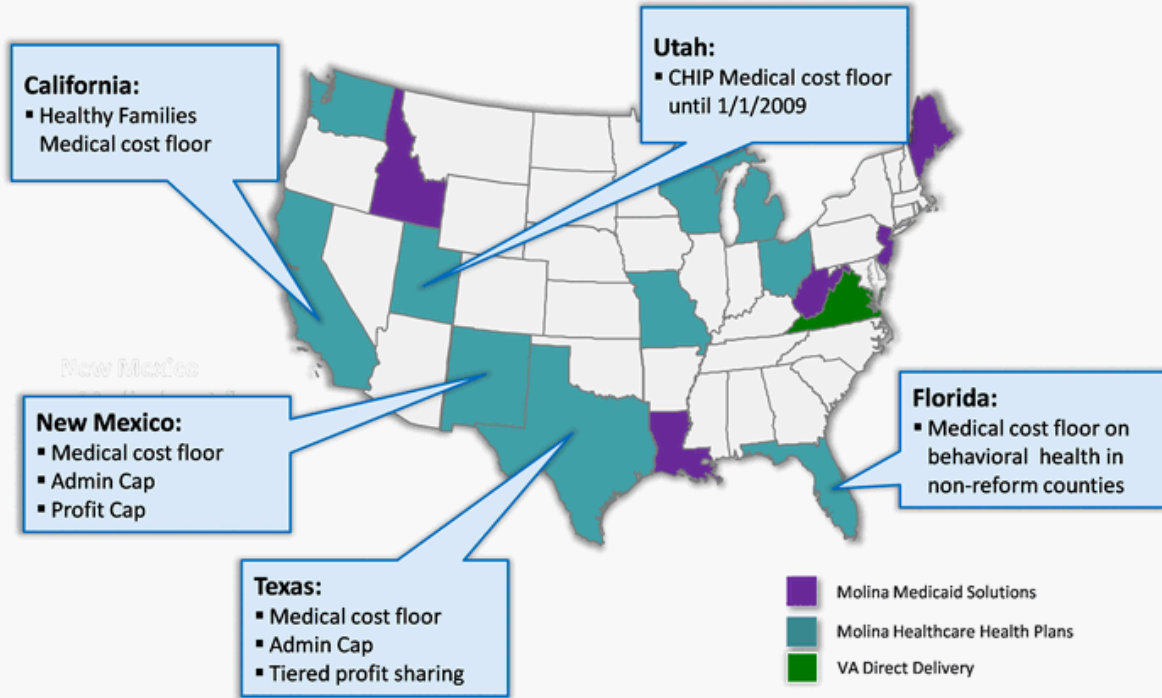 California:
▪ Healthy Families
Medical cost floor
Utah:
▪ CHIP Medical cost floor
until 1/1/2009
New Mexico
New Mexico:
▪ Medical cost floor
▪ Admin Cap
▪ Profit Cap
Florida:
▪ Medical cost floor on
behavioral health in
non-reform counties
Texas:
▪ Medical cost floor
▪ Admin Cap
▪ Tiered profit sharing
Molina Medicaid Solutions
Molina Healthcare Health Plans
VA Direct Delivery